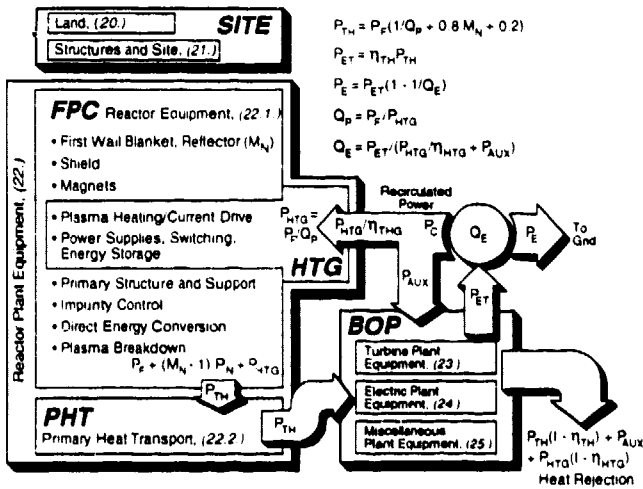 SITE
Land. (20.)
Structures and Site. (21.)
P_TH = P_F(1/Q_P + 0.8 M_N + 0.2)
P_ET = η_TH P_TH
P_E = P_ET(1 - 1/Q_E)
Q_P = P_F/P_HTG
Q_E = P_ET/(P_HTG/η_HTG + P_AUX)
Reactor Plant Equipment, (22.)
FPC Reactor Equipment, (22.1.)
• First Wall Blanket, Reflector (M_N)
• Shield
• Magnets
• Plasma Heating/Current Drive
• Power Supplies, Switching,
Energy Storage
HTG
• Primary Structure and Support
• Impurity Control
• Direct Energy Conversion
• Plasma Breakdown
P_F + (M_N - 1) P_N + P_HTG
P_TH
PHT
Primary Heat Transport, (22.2)
P_TH
P_HTG =
P_F/Q_P
Recirculated
Power
P_HTG/η_THG
P_C
Q_E
P_E
To
Gnd
P_AUX
P_ET
BOP
Turbine Plant
Equipment. (23)
Electric Plant
Equipment. (24)
Miscellaneous
Plant Equipment. (25)
P_TH(1 - η_TH) + P_AUX
+ P_HTG(1 - η_HTG)
Heat Rejection